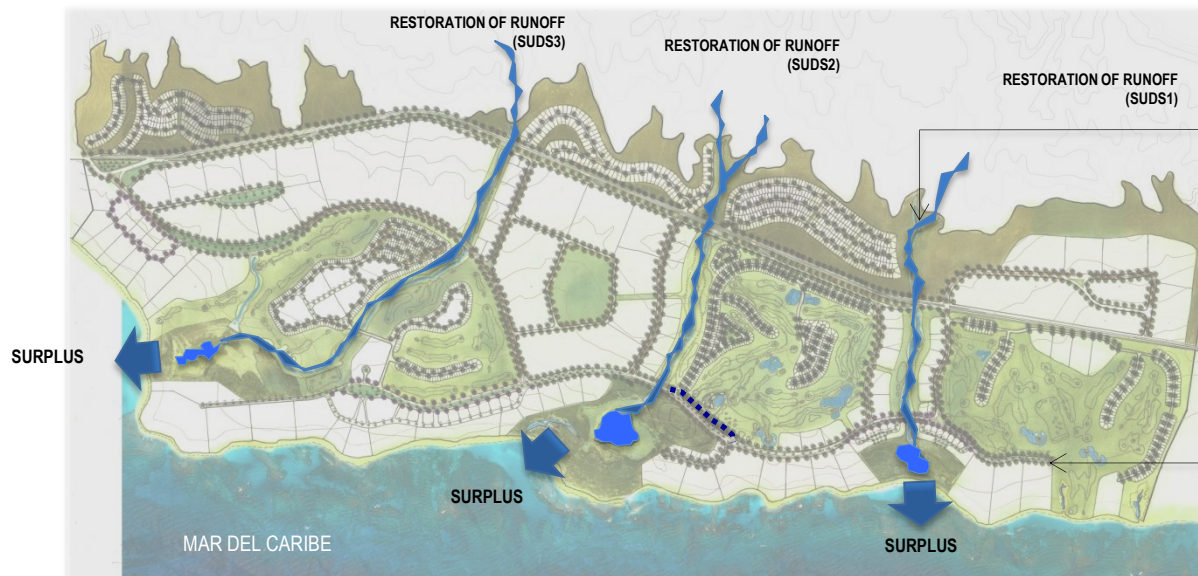 RESTORATION OF RUNOFF
(SUDS3)
RESTORATION OF RUNOFF
(SUDS2)
RESTORATION OF RUNOFF
(SUDS1)
SURPLUS
SURPLUS
SURPLUS
MAR DEL CARIBE